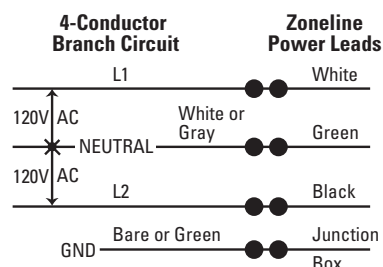 4-Conductor
Branch Circuit
Zoneline
Power Leads
L1
White
120V AC
White or
Gray
NEUTRAL
Green
120V AC
L2
Black
GND
Bare or Green
Junction
Box